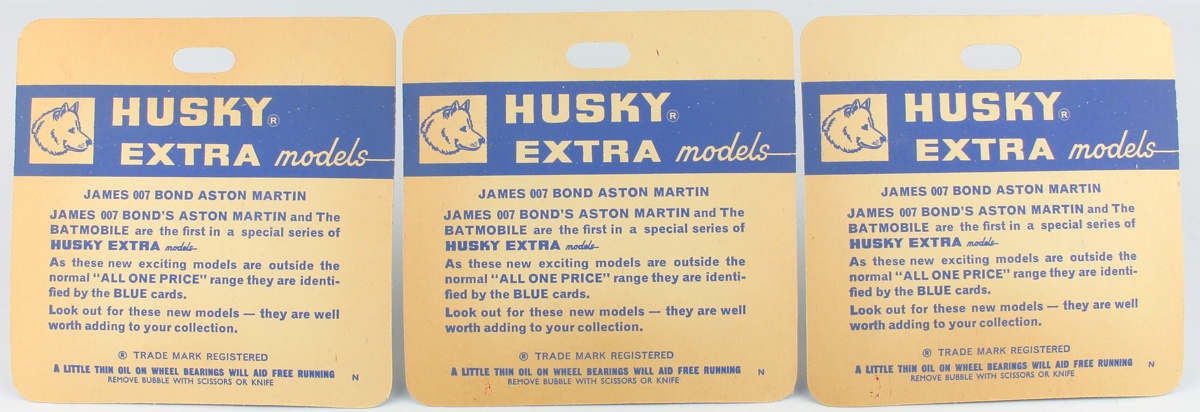 HUSKY®
EXTRA models
JAMES 007 BOND ASTON MARTIN
JAMES 007 BOND'S ASTON MARTIN and The
BATMOBILE are the first in a special series of
HUSKY EXTRA models
As these new exciting models are outside the
normal "ALL ONE PRICE" range they are identi-
fied by the BLUE cards.
Look out for these new models — they are well
worth adding to your collection.
® TRADE MARK REGISTERED
A LITTLE THIN OIL ON WHEEL BEARINGS WILL AID FREE RUNNING
REMOVE BUBBLE WITH SCISSORS OR KNIFE
N
HUSKY®
EXTRA models
JAMES 007 BOND ASTON MARTIN
JAMES 007 BOND'S ASTON MARTIN and The
BATMOBILE are the first in a special series of
HUSKY EXTRA models
As these new exciting models are outside the
normal "ALL ONE PRICE" range they are identi-
fied by the BLUE cards.
Look out for these new models — they are well
worth adding to your collection.
® TRADE MARK REGISTERED
A LITTLE THIN OIL ON WHEEL BEARINGS WILL AID FREE RUNNING
REMOVE BUBBLE WITH SCISSORS OR KNIFE
N
HUSKY®
EXTRA models
JAMES 007 BOND ASTON MARTIN
JAMES 007 BOND'S ASTON MARTIN and The
BATMOBILE are the first in a special series of
HUSKY EXTRA models
As these new exciting models are outside the
normal "ALL ONE PRICE" range they are identi-
fied by the BLUE cards.
Look out for these new models — they are well
worth adding to your collection.
® TRADE MARK REGISTERED
A LITTLE THIN OIL ON WHEEL BEARINGS WILL AID FREE RUNNING
REMOVE BUBBLE WITH SCISSORS OR KNIFE
N